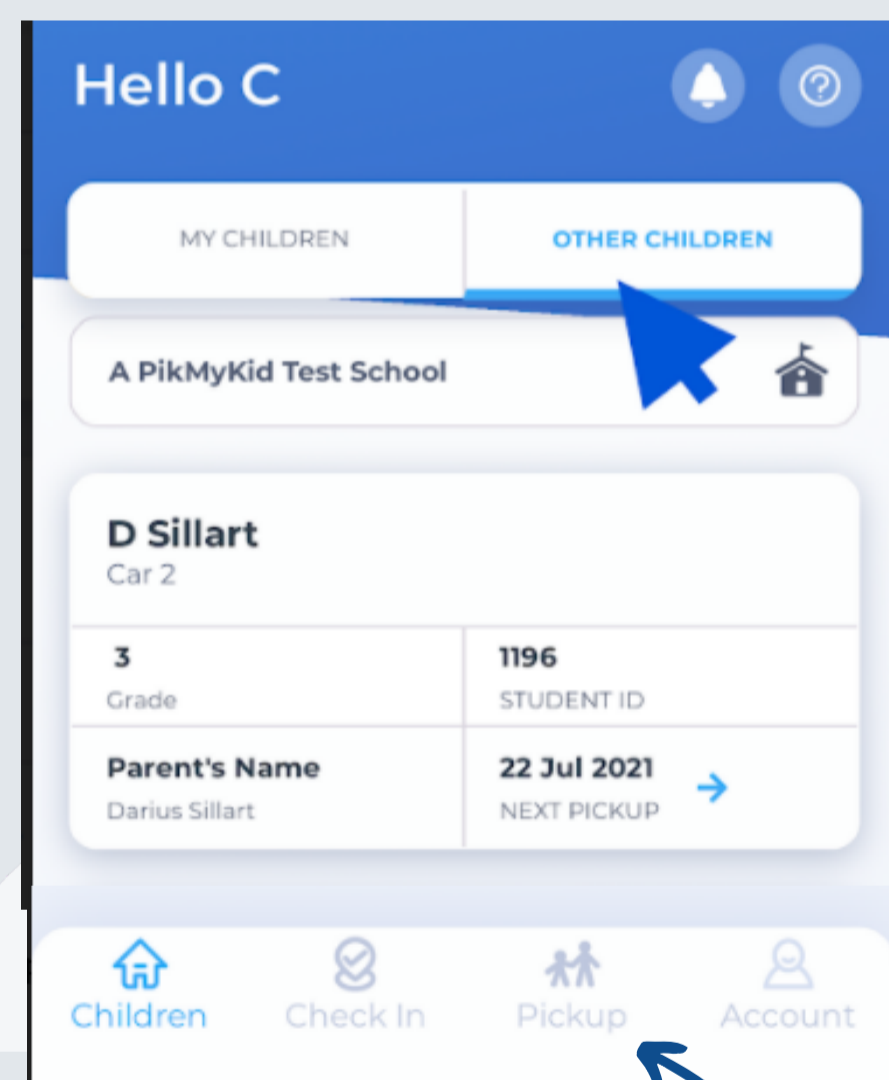 Hello C
MY CHILDREN
OTHER CHILDREN
A PikMyKid Test School
D Sillart
Car 2
3
1196
Grade
STUDENT ID
Parent's Name
22 Jul 2021
Darius Sillart
NEXT PICKUP
Children
Check In
Pickup
Account